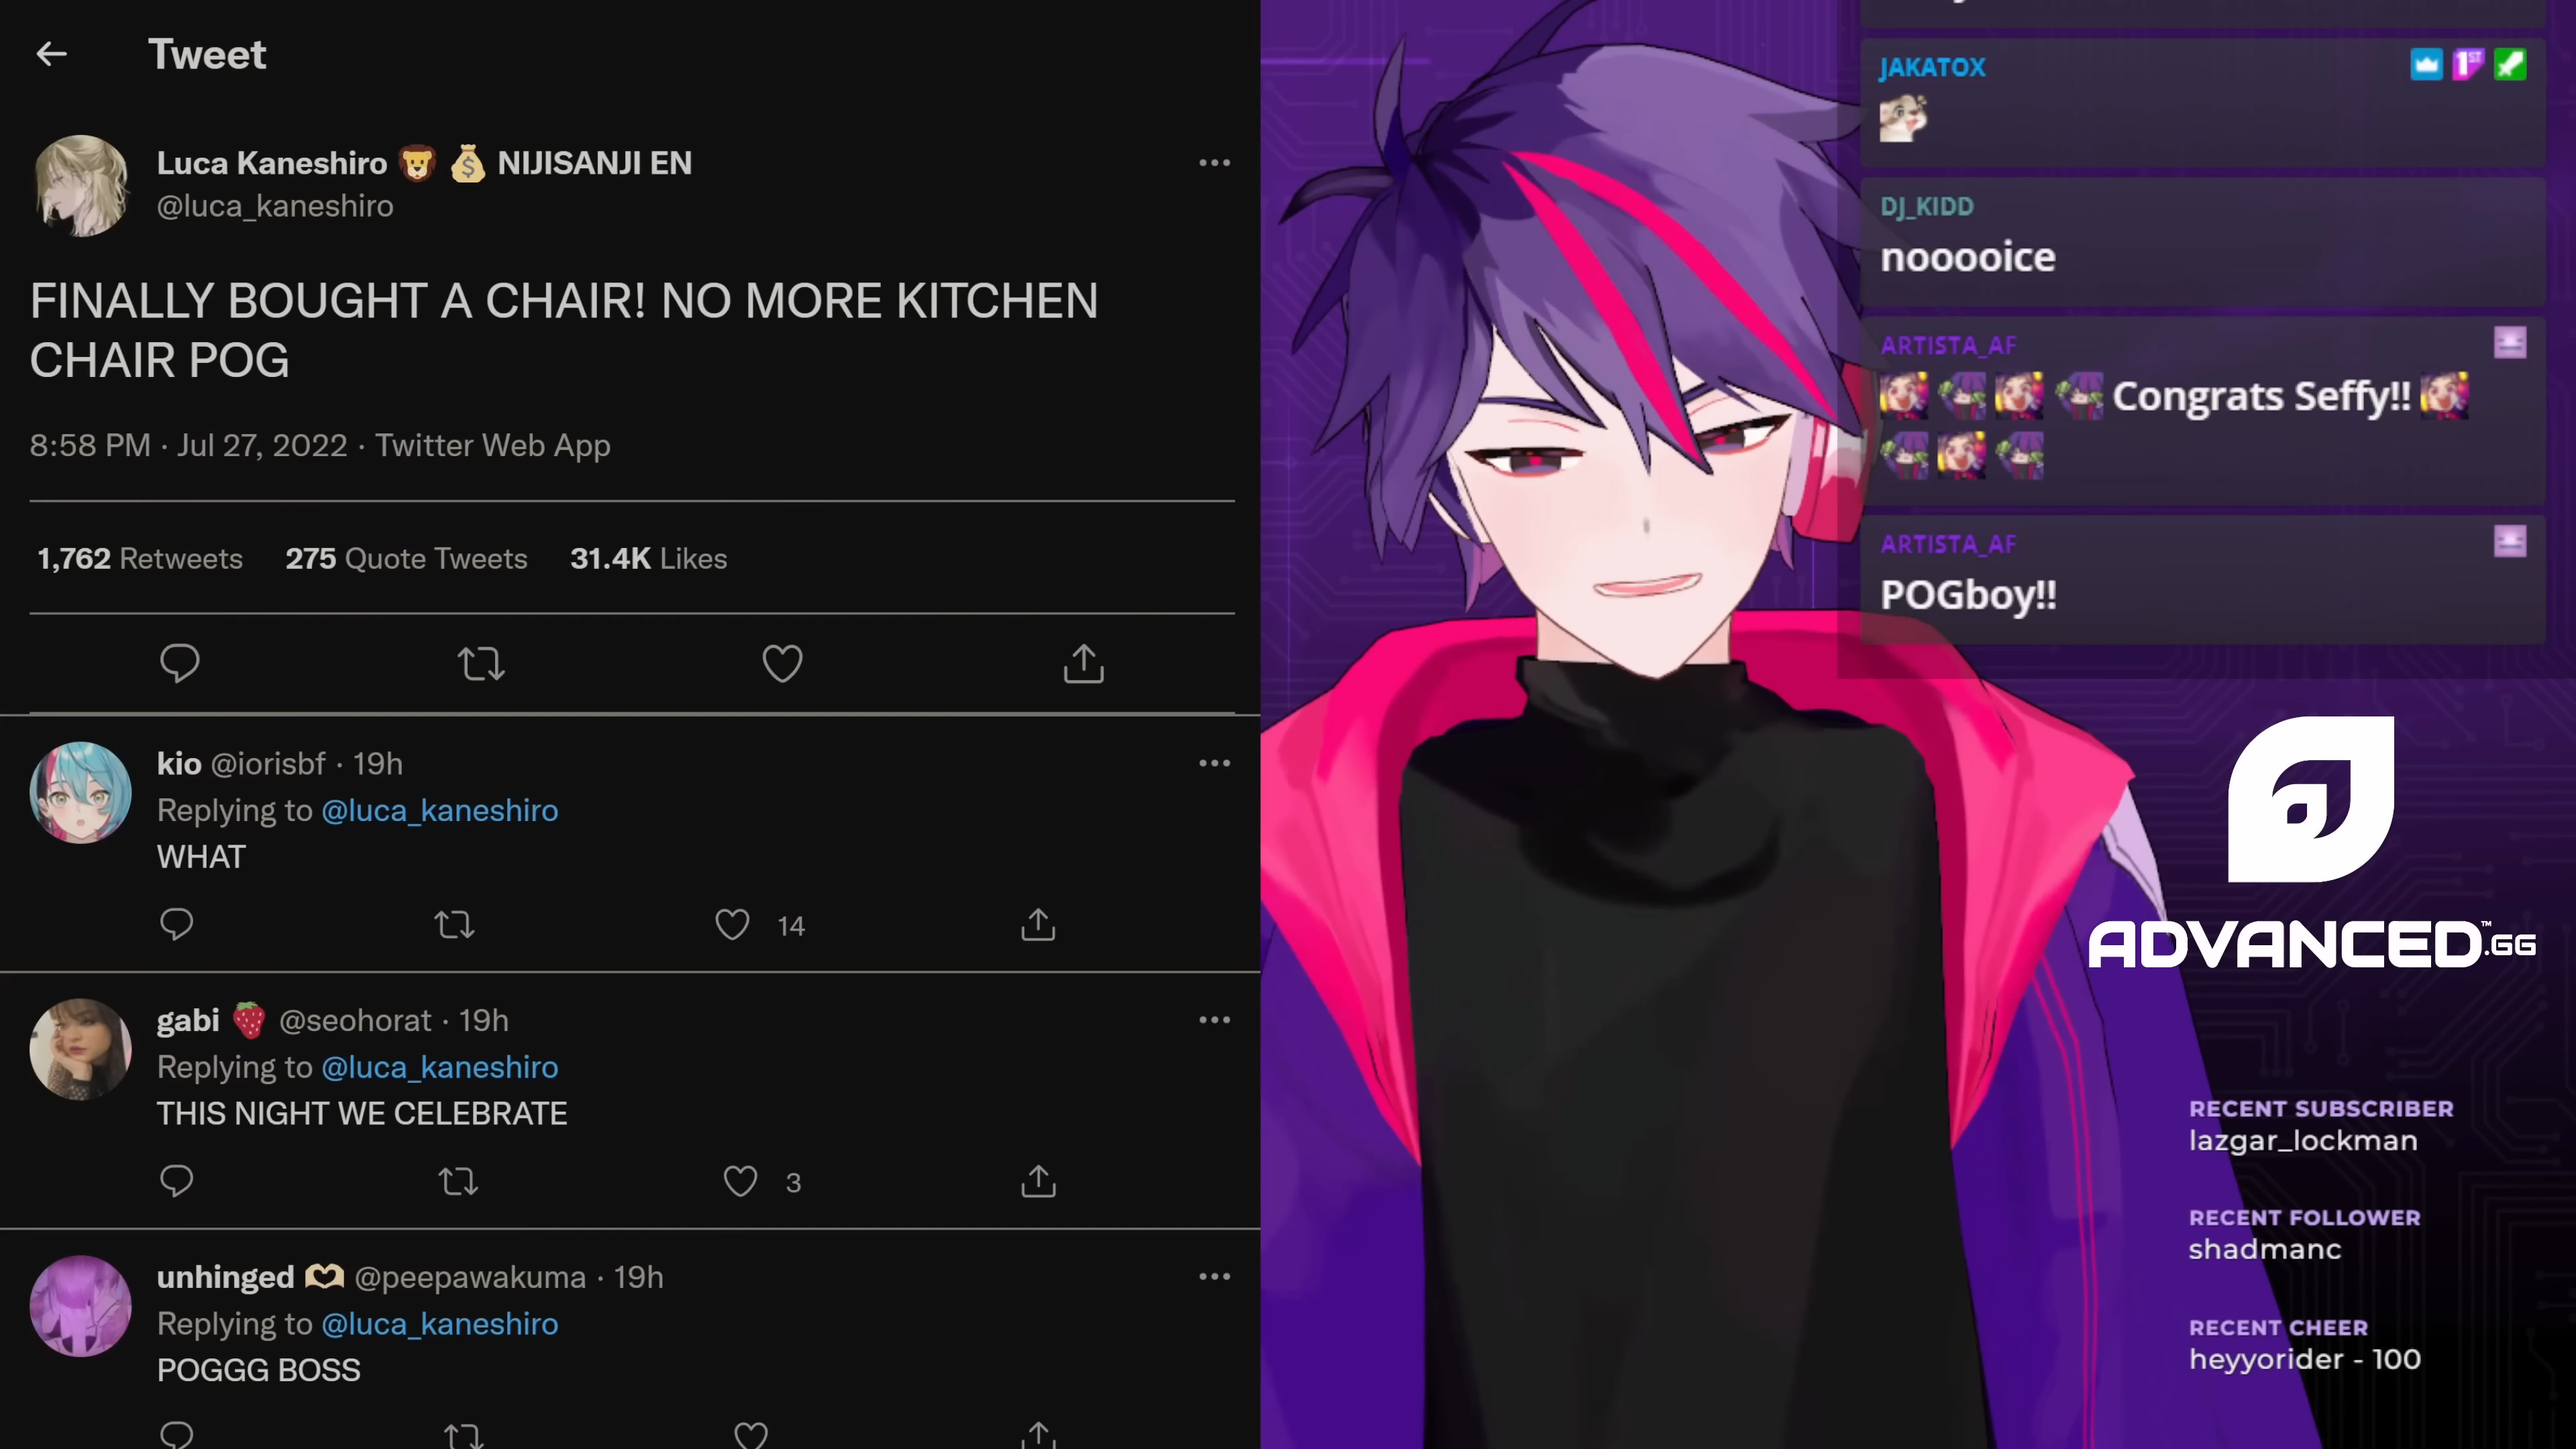 Tweet
Luca Kaneshiro 🦁 💰 NIJISANJI EN
@luca_kaneshiro
FINALLY BOUGHT A CHAIR! NO MORE KITCHEN
CHAIR POG
8:58 PM · Jul 27, 2022 · Twitter Web App
1,762 Retweets 275 Quote Tweets 31.4K Likes
kio @iorisbf · 19h
Replying to @luca_kaneshiro
WHAT
14
gabi 🍓 @seohorat · 19h
Replying to @luca_kaneshiro
THIS NIGHT WE CELEBRATE
3
unhinged 🫶 @peepawakuma · 19h
Replying to @luca_kaneshiro
POGGG BOSS
JAKATOX
1ST
DJ_KIDD
nooooice
ARTISTA_AF
Congrats Seffy!!
ARTISTA_AF
POGboy!!
ADVANCED™.GG
RECENT SUBSCRIBER
lazgar_lockman
RECENT FOLLOWER
shadmanc
RECENT CHEER
heyyorider - 100